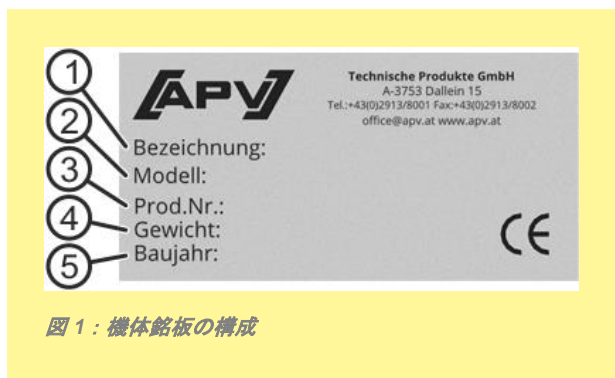 APV
Technische Produkte GmbH
A-3753 Dallein 15
Tel.:+43(0)2913/8001 Fax:+43(0)2913/8002
office@apv.at www.apv.at
1
Bezeichnung:
2
Modell:
3
Prod.Nr.:
4
Gewicht:
5
Baujahr:
CE
図 1：機体銘板の構成